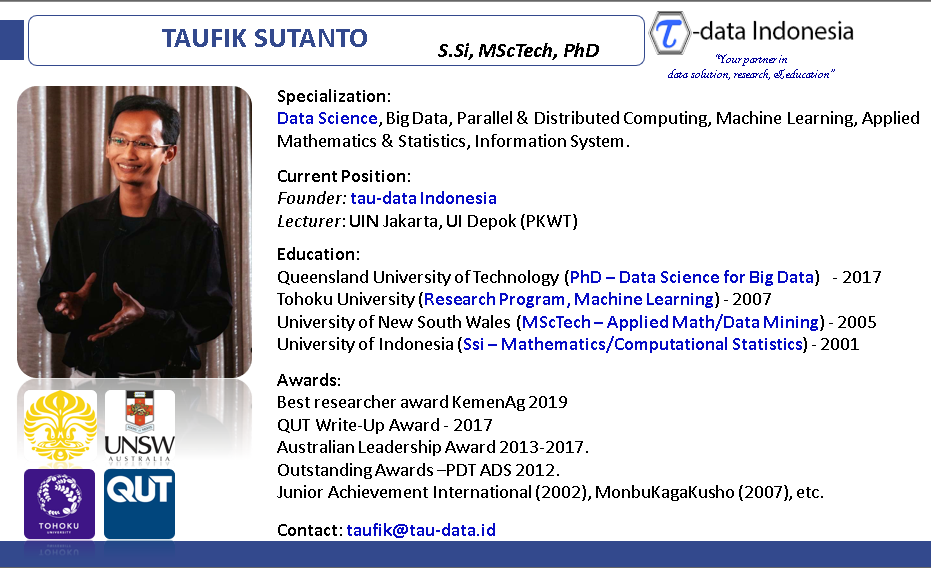 TAUFIK SUTANTO
S.Si, MScTech, PhD
τ-data Indonesia
"Your partner in
data solution, research, & education"
Specialization:
Data Science, Big Data, Parallel & Distributed Computing, Machine Learning, Applied
Mathematics & Statistics, Information System.
Current Position:
Founder: tau-data Indonesia
Lecturer: UIN Jakarta, UI Depok (PKWT)
Education:
Queensland University of Technology (PhD – Data Science for Big Data) - 2017
Tohoku University (Research Program, Machine Learning) - 2007
University of New South Wales (MScTech – Applied Math/Data Mining) - 2005
University of Indonesia (Ssi – Mathematics/Computational Statistics) - 2001
Awards:
Best researcher award KemenAg 2019
QUT Write-Up Award - 2017
Australian Leadership Award 2013-2017.
Outstanding Awards –PDT ADS 2012.
Junior Achievement International (2002), MonbuKagaKusho (2007), etc.
Contact: taufik@tau-data.id
UNSW
AUSTRALIA
TOHOKU
UNIVERSITY
QUT